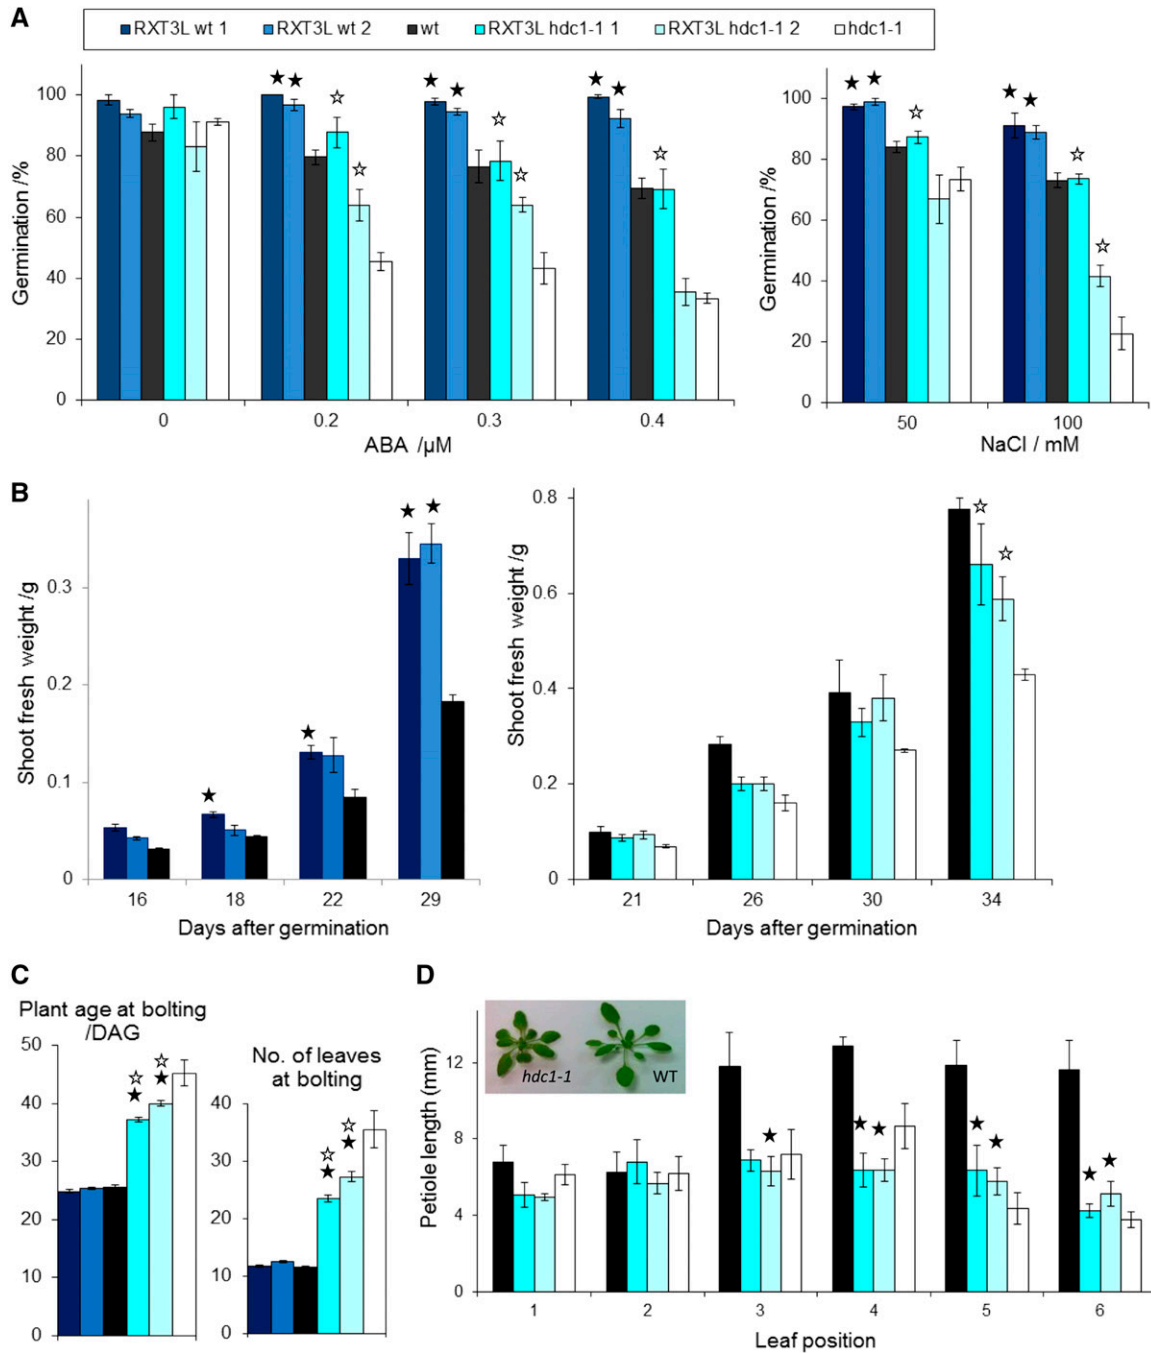 A
RXT3L wt 1 RXT3L wt 2 wt RXT3L hdc1-1 1 RXT3L hdc1-1 2 hdc1-1
Germination /%
100
80
60
40
20
0
0 0.2 0.3 0.4
ABA /µM
Germination /%
100
80
60
40
20
0
50 100
NaCl / mM
B
Shoot fresh weight /g
0.3
0.2
0.1
0
16 18 22 29
Days after germination
Shoot fresh weight /g
0.8
0.6
0.4
0.2
0
21 26 30 34
Days after germination
C
Plant age at bolting
/DAG
50
40
30
20
10
0
No. of leaves
at bolting
40
30
20
10
0
D
Petiole length (mm)
12
8
4
0
hdc1-1 WT
1 2 3 4 5 6
Leaf position